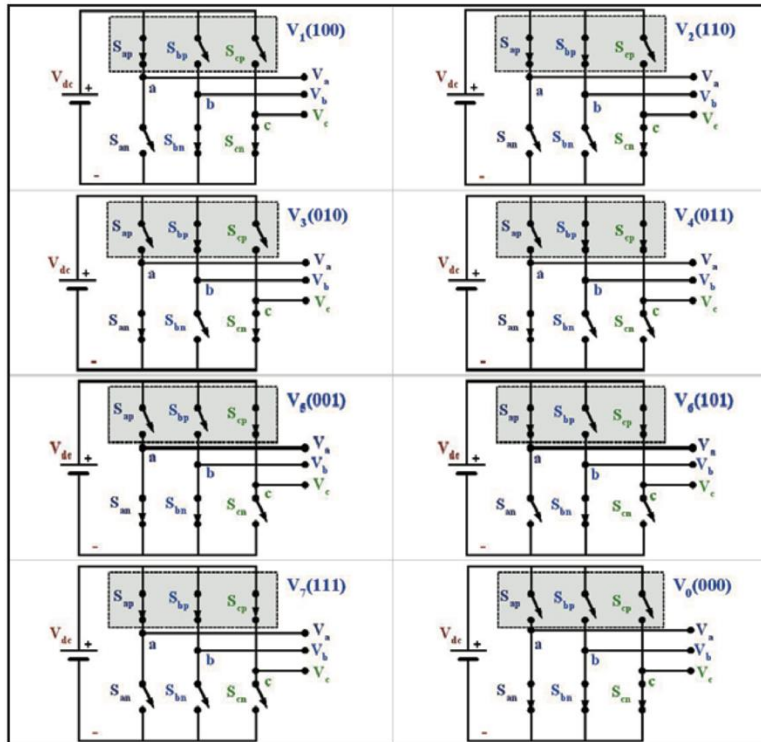 V1(100)
Sap Sbp Scp
Vdc +
a Va
b Vb
c Vc
San Sbn Scn
-
V2(110)
Sap Sbp Scp
Vdc +
a Va
b Vb
c Vc
San Sbn Scn
-
V3(010)
Sap Sbp Scp
Vdc +
a Va
b Vb
c Vc
San Sbn Scn
-
V4(011)
Sap Sbp Scp
Vdc +
a Va
b Vb
c Vc
San Sbn Scn
-
V5(001)
Sap Sbp Scp
Vdc +
a Va
b Vb
c Vc
San Sbn Scn
-
V6(101)
Sap Sbp Scp
Vdc +
a Va
b Vb
c Vc
San Sbn Scn
-
V7(111)
Sap Sbp Scp
Vdc +
a Va
b Vb
c Vc
San Sbn Scn
-
V0(000)
Sap Sbp Scp
Vdc +
a Va
b Vb
c Vc
San Sbn Scn
-